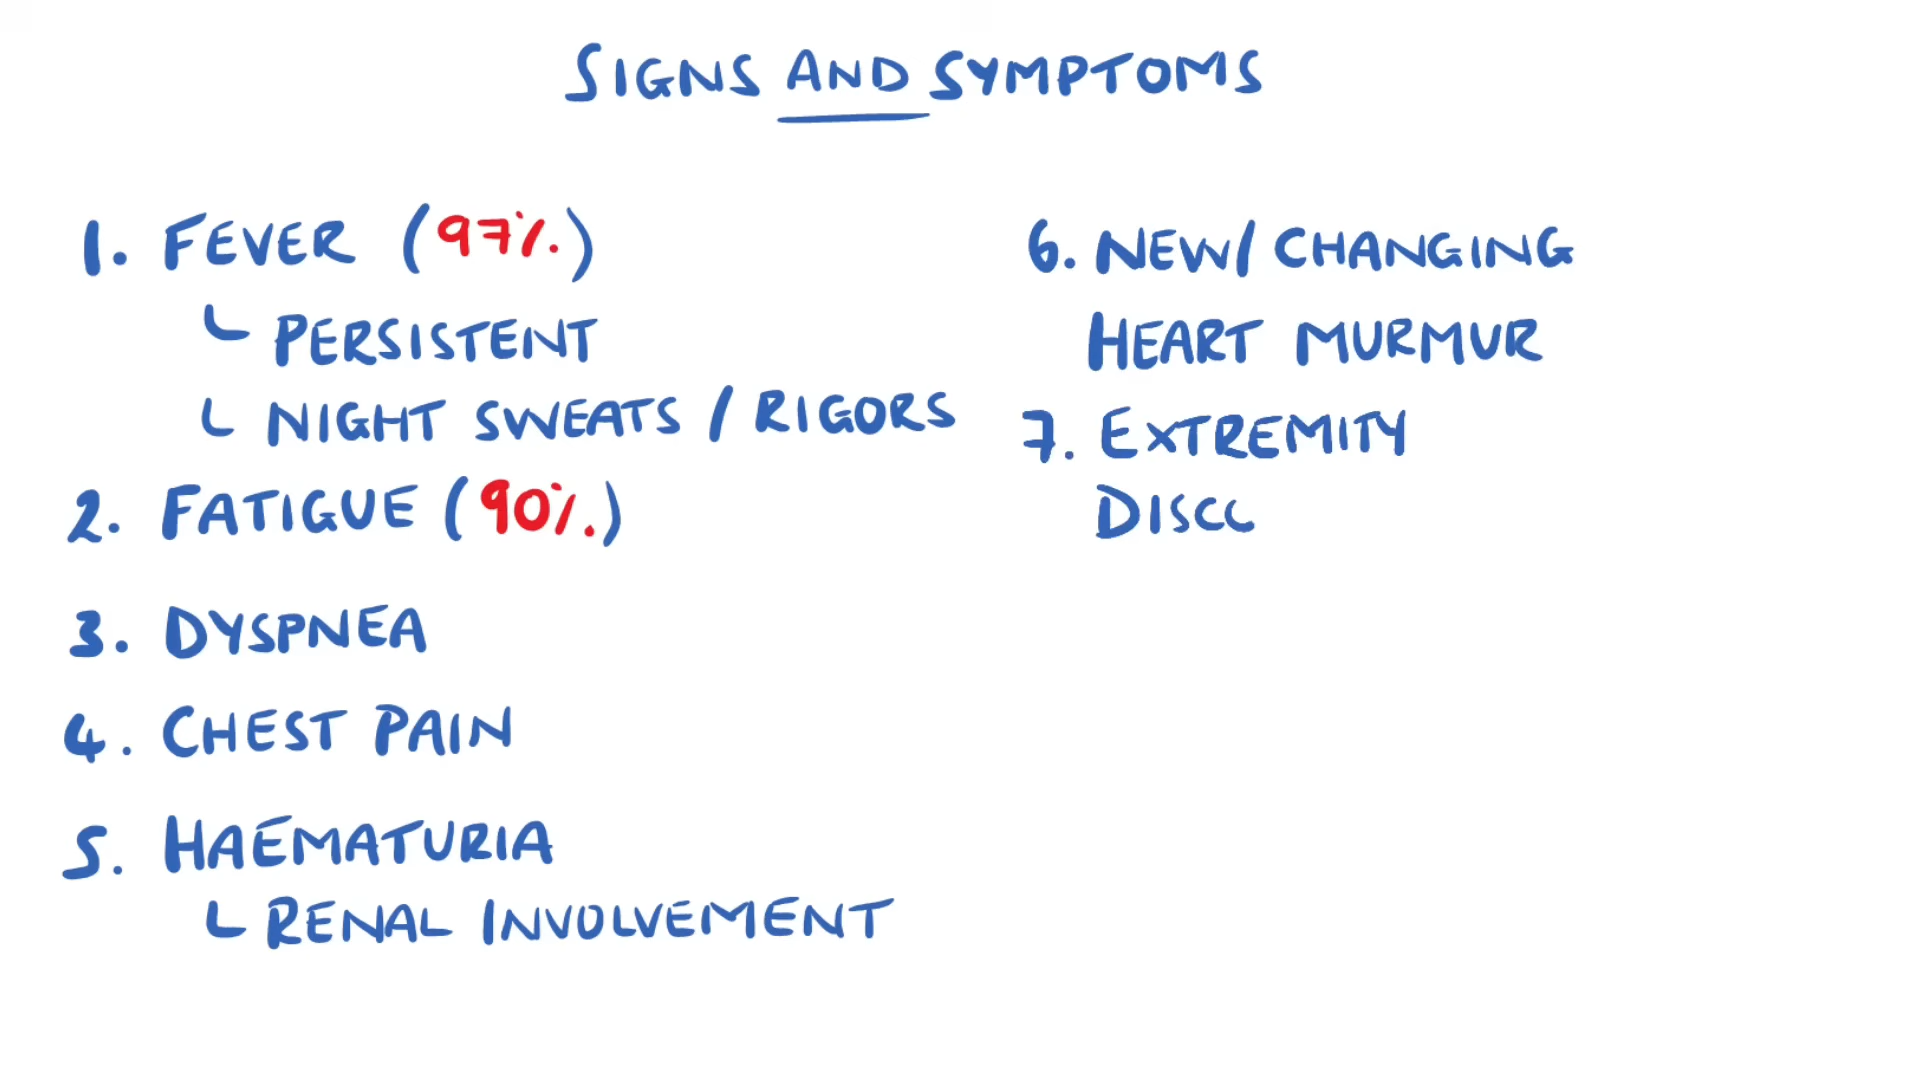 SIGNS AND SYMPTOMS
1. FEVER (97%)
PERSISTENT
NIGHT SWEATS / RIGORS
2. FATIGUE (90%)
3. DYSPNEA
4. CHEST PAIN
5. HAEMATURIA
RENAL INVOLVEMENT
6. NEW/ CHANGING
HEART MURMUR
7. EXTREMITY